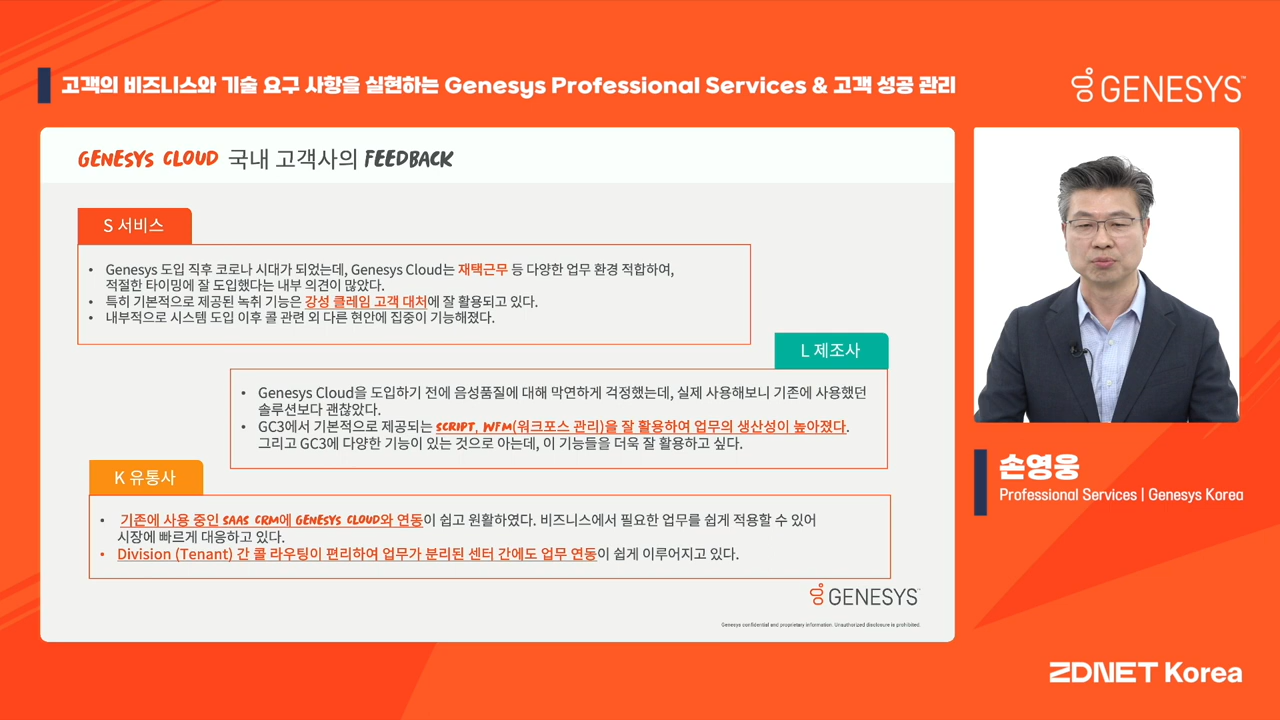 고객의 비즈니스와 기술 요구 사항을 실현하는 Genesys Professional Services & 고객 성공 관리
GENESYS™
GENESYS CLOUD 국내 고객사의 FEEDBACK
S 서비스
• Genesys 도입 직후 코로나 시대가 되었는데, Genesys Cloud는 재택근무 등 다양한 업무 환경 적합하여,
적절한 타이밍에 잘 도입했다는 내부 의견이 많았다.
• 특히 기본적으로 제공된 녹취 기능은 강성 클레임 고객 대처에 잘 활용되고 있다.
• 내부적으로 시스템 도입 이후 콜 관련 외 다른 현안에 집중이 기능해졌다.
L 제조사
• Genesys Cloud을 도입하기 전에 음성품질에 대해 막연하게 걱정했는데, 실제 사용해보니 기존에 사용했던
솔루션보다 괜찮았다.
• GC3에서 기본적으로 제공되는 SCRIPT, WFM(워크포스 관리)을 잘 활용하여 업무의 생산성이 높아졌다.
그리고 GC3에 다양한 기능이 있는 것으로 아는데, 이 기능들을 더욱 잘 활용하고 싶다.
K 유통사
• 기존에 사용 중인 SAAS CRM에 GENESYS CLOUD와 연동이 쉽고 원활하였다. 비즈니스에서 필요한 업무를 쉽게 적용할 수 있어
시장에 빠르게 대응하고 있다.
• Division (Tenant) 간 콜 라우팅이 편리하여 업무가 분리된 센터 간에도 업무 연동이 쉽게 이루어지고 있다.
GENESYS™
Genesys confidential and proprietary information. Unauthorized disclosure is prohibited.
손영웅
Professional Services | Genesys Korea
ZDNET Korea